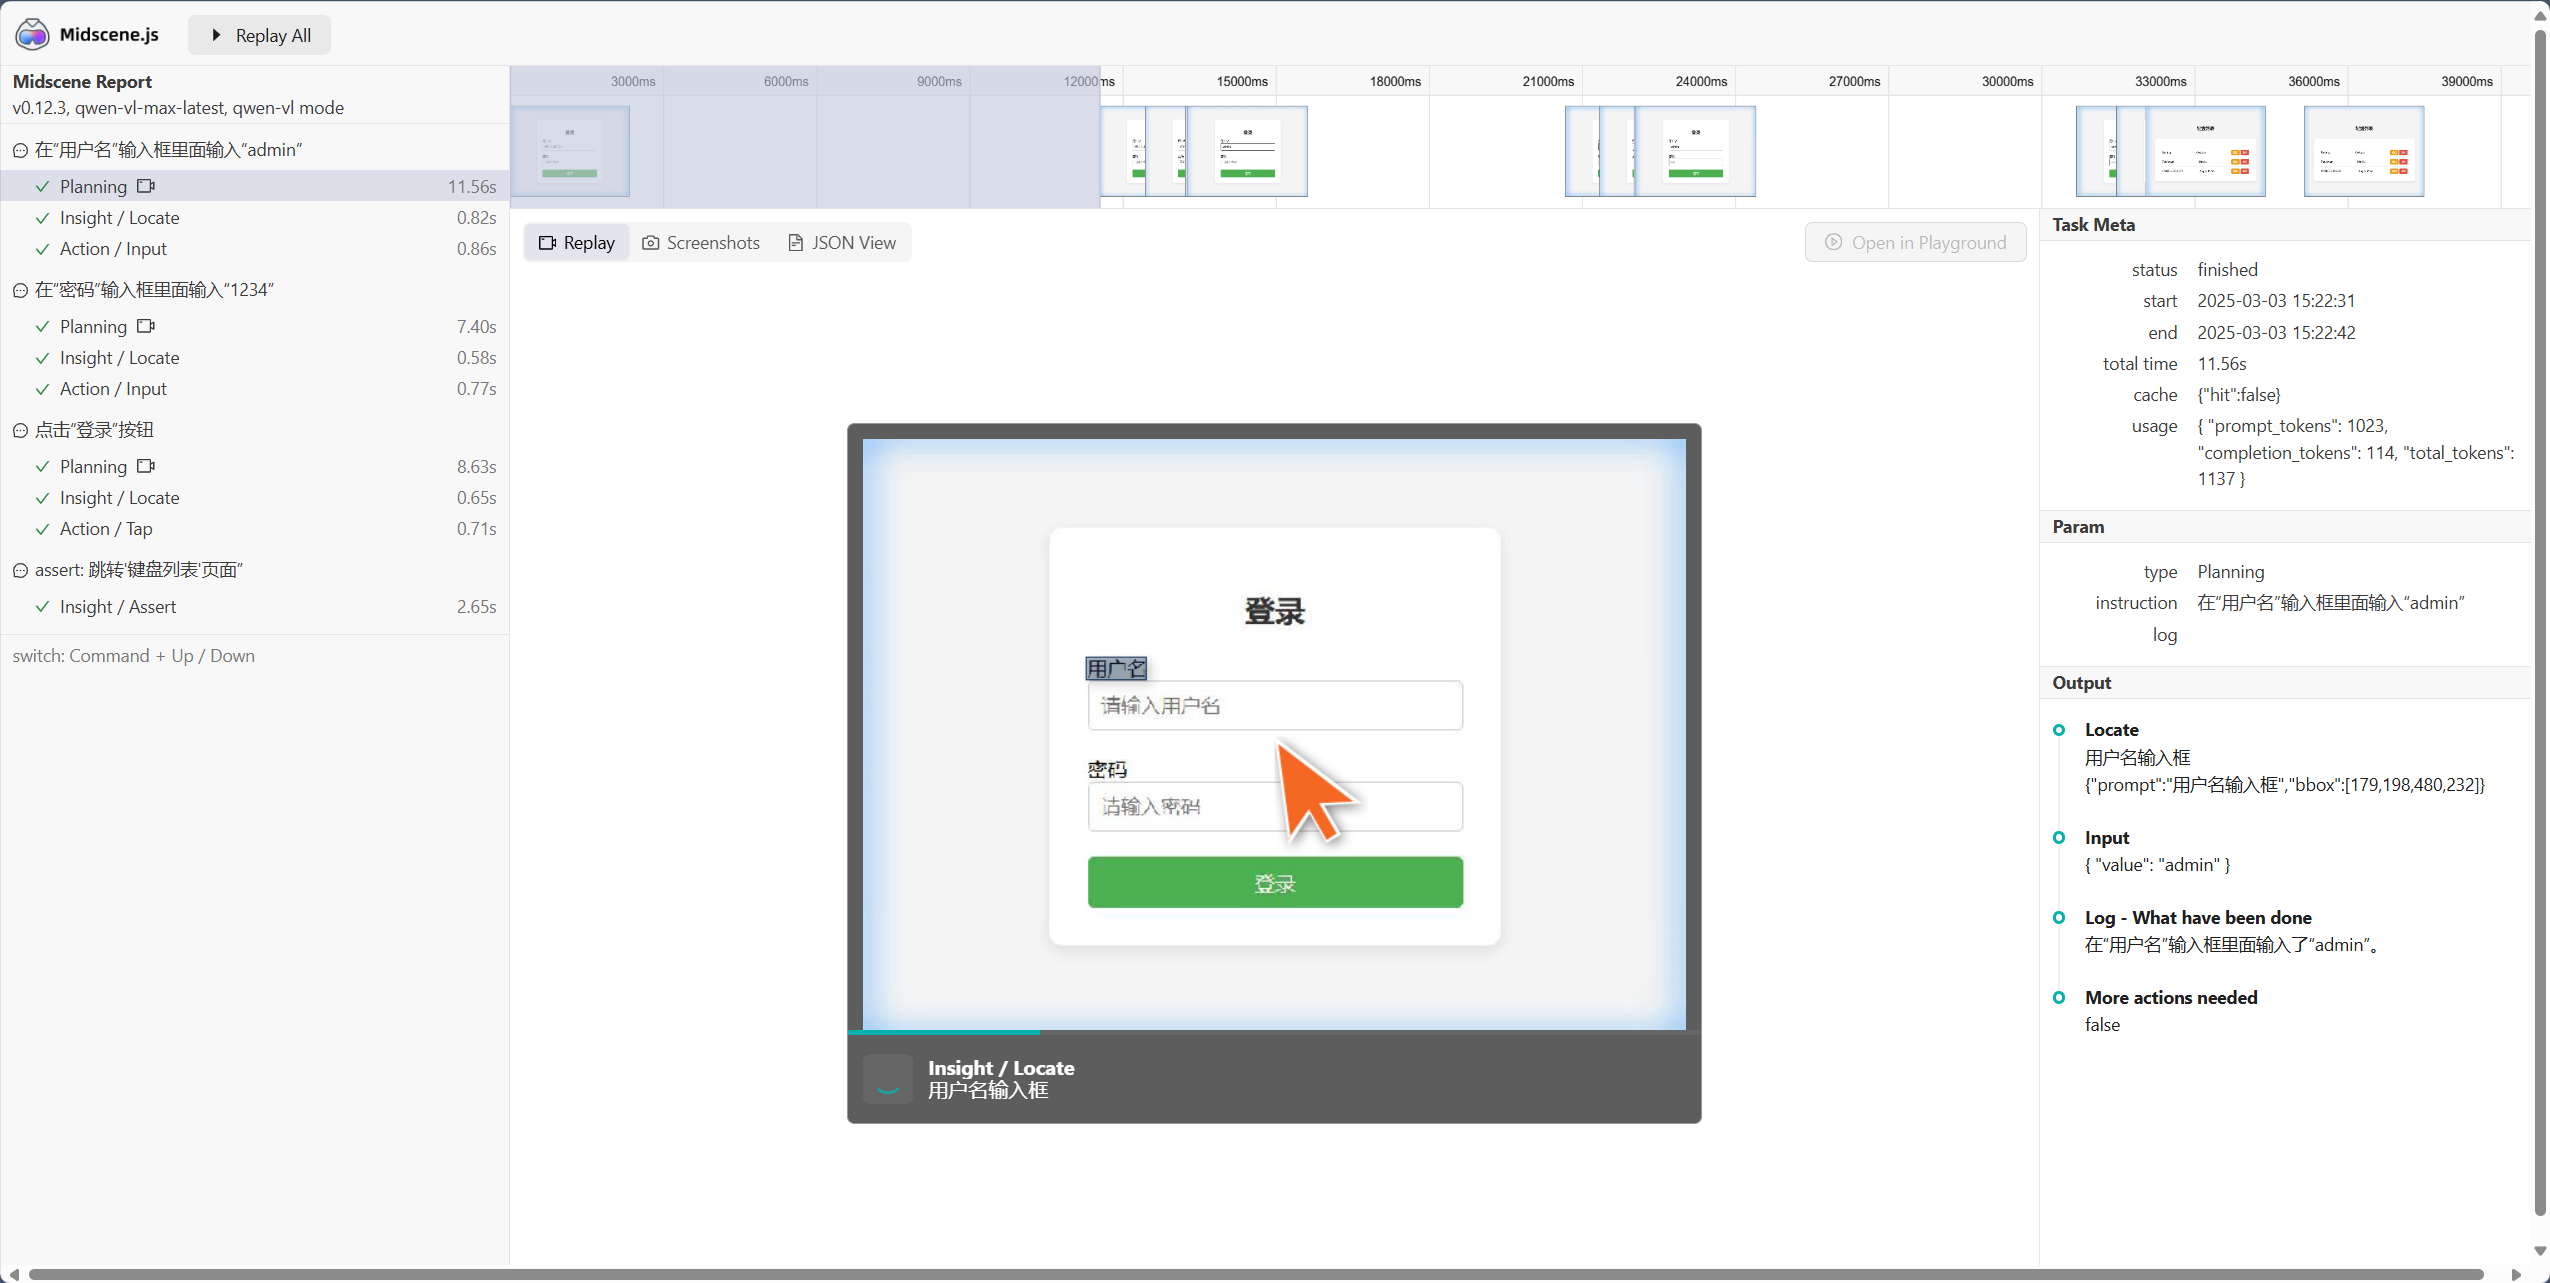 Midscene.js
Replay All
Midscene Report
v0.12.3, qwen-vl-max-latest, qwen-vl mode
在“用户名”输入框里面输入“admin”
Planning 11.56s
Insight / Locate 0.82s
Action / Input 0.86s
在“密码”输入框里面输入“1234”
Planning 7.40s
Insight / Locate 0.58s
Action / Input 0.77s
点击“登录”按钮
Planning 8.63s
Insight / Locate 0.65s
Action / Tap 0.71s
assert: 跳转'键盘列表'页面”
Insight / Assert 2.65s
switch: Command + Up / Down
3000ms 6000ms 9000ms 12000ms 15000ms 18000ms 21000ms 24000ms 27000ms 30000ms 33000ms 36000ms 39000ms
Replay Screenshots JSON View
Open in Playground
登录
用户名
请输入用户名
密码
请输入密码
登录
Insight / Locate
用户名输入框
Task Meta
status finished
start 2025-03-03 15:22:31
end 2025-03-03 15:22:42
total time 11.56s
cache {"hit":false}
usage { "prompt_tokens": 1023,
"completion_tokens": 114, "total_tokens":
1137 }
Param
type Planning
instruction 在“用户名”输入框里面输入“admin”
log
Output
Locate
用户名输入框
{"prompt":"用户名输入框","bbox":[179,198,480,232]}
Input
{ "value": "admin" }
Log - What have been done
在“用户名”输入框里面输入了“admin”。
More actions needed
false